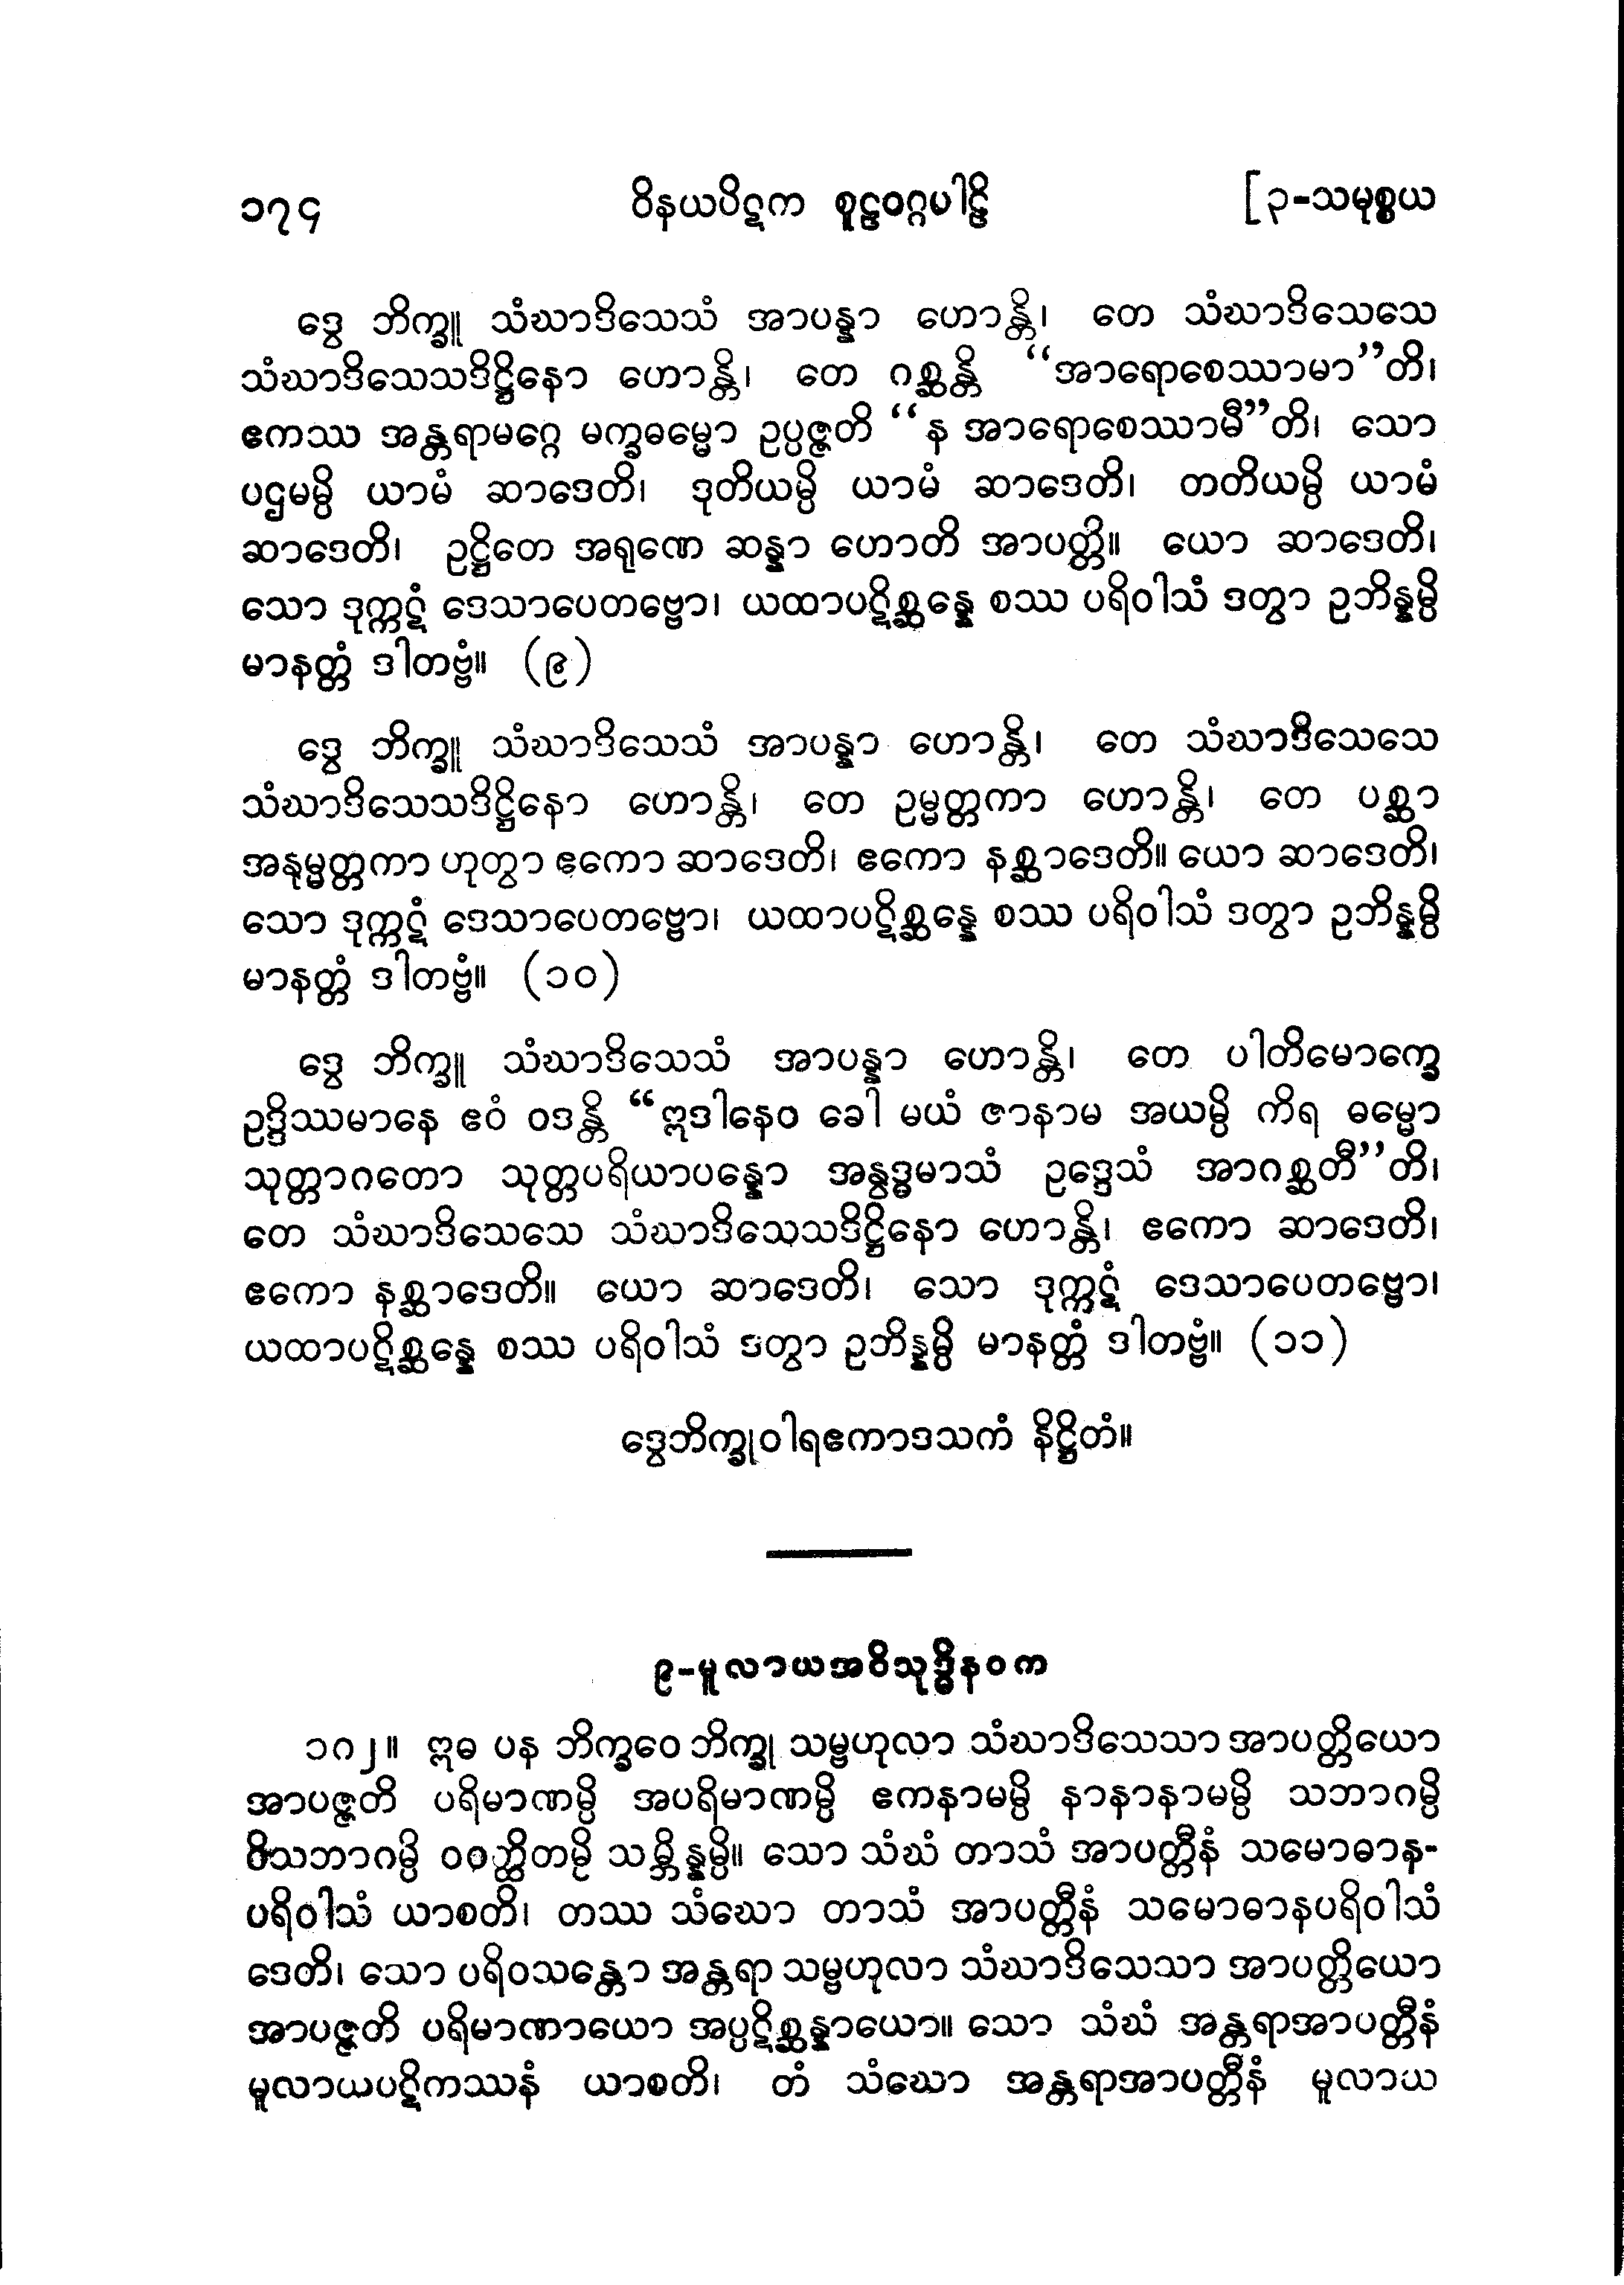 ၁၇၄ ဝိနယပိဋက စူဠဝဂ္ဂပါဠိ [၃-သမုစ္စယ
ဒွေ ဘိက္ခူ သံဃာဒိသေသံ အာပန္နာ ဟောန္တိ၊ တေ သံဃာဒိသေသေ
သံဃာဒိသေသဒိဋ္ဌိနော ဟောန္တိ၊ တေ ဂစ္ဆန္တိ “အာရောစေဿာမာ”တိ၊
ဧကဿ အန္တရာမဂ္ဂေ မက္ခဓမ္မော ဥပ္ပဇ္ဇတိ “န အာရောစေဿာမီ”တိ၊ သော
ပဌမမ္ပိ ယာမံ ဆာဒေတိ၊ ဒုတိယမ္ပိ ယာမံ ဆာဒေတိ၊ တတိယမ္ပိ ယာမံ
ဆာဒေတိ၊ ဥဋ္ဌိတေ အရုဏေ ဆန္နာ ဟောတိ အာပတ္တိ။ ယော ဆာဒေတိ၊
သော ဒုက္ကဋံ ဒေသာပေတဗ္ဗော၊ ယထာပဋိစ္ဆန္နေ စဿ ပရိဝါသံ ဒတွာ ဥဘိန္နမ္ပိ
မာနတ္တံ ဒါတဗ္ဗံ။ (၉)
ဒွေ ဘိက္ခူ သံဃာဒိသေသံ အာပန္နာ ဟောန္တိ၊ တေ သံဃာဒိသေသေ
သံဃာဒိသေသဒိဋ္ဌိနော ဟောန္တိ၊ တေ ဥမ္မတ္တကာ ဟောန္တိ၊ တေ ပစ္ဆာ
အနုမ္မတ္တကာ ဟုတွာ ဧကော ဆာဒေတိ၊ ဧကော နစ္ဆာဒေတိ။ ယော ဆာဒေတိ၊
သော ဒုက္ကဋံ ဒေသာပေတဗ္ဗော၊ ယထာပဋိစ္ဆန္နေ စဿ ပရိဝါသံ ဒတွာ ဥဘိန္နမ္ပိ
မာနတ္တံ ဒါတဗ္ဗံ။ (၁၀)
ဒွေ ဘိက္ခူ သံဃာဒိသေသံ အာပန္နာ ဟောန္တိ၊ တေ ပါတိမောက္ခေ
ဥဒ္ဒိဿမာနေ ဧဝံ ဝဒန္တိ “ဣဒါနေဝ ခေါ မယံ ဇာနာမ အယမ္ပိ ကိရ ဓမ္မော
သုတ္တာဂတော သုတ္တပရိယာပန္နော အနွဒ္ဓမာသံ ဥဒ္ဒေသံ အာဂစ္ဆတီ”တိ၊
တေ သံဃာဒိသေသေ သံဃာဒိသေသဒိဋ္ဌိနော ဟောန္တိ၊ ဧကော ဆာဒေတိ၊
ဧကော နစ္ဆာဒေတိ။ ယော ဆာဒေတိ၊ သော ဒုက္ကဋံ ဒေသာပေတဗ္ဗော၊
ယထာပဋိစ္ဆန္နေ စဿ ပရိဝါသံ ဒတွာ ဥဘိန္နမ္ပိ မာနတ္တံ ဒါတဗ္ဗံ။ (၁၁)
ဒွေဘိက္ခုဝါရဧကာဒသကံ နိဋ္ဌိတံ။
၉-မူလာယအဝိသုဒ္ဓိနဝက
၁၈၂။ ဣဓ ပန ဘိက္ခဝေ ဘိက္ခု သမ္ဗဟုလာ သံဃာဒိသေသာ အာပတ္တိယော
အာပဇ္ဇတိ ပရိမာဏမ္ပိ အပရိမာဏမ္ပိ ဧကနာမမ္ပိ နာနာနာမမ္ပိ သဘာဂမ္ပိ
ဝိသဘာဂမ္ပိ ဝဝတ္ထိတမ္ပိ သမ္ဘိန္နမ္ပိ။ သော သံဃံ တာသံ အာပတ္တီနံ သမောဓာန-
ပရိဝါသံ ယာစတိ၊ တဿ သံဃော တာသံ အာပတ္တီနံ သမောဓာနပရိဝါသံ
ဒေတိ၊ သော ပရိဝသန္တော အန္တရာ သမ္ဗဟုလာ သံဃာဒိသေသာ အာပတ္တိယော
အာပဇ္ဇတိ ပရိမာဏာယော အပ္ပဋိစ္ဆန္နာယော။ သော သံဃံ အန္တရာအာပတ္တီနံ
မူလာယပဋိကဿနံ ယာစတိ၊ တံ သံဃော အန္တရာအာပတ္တီနံ မူလာယ